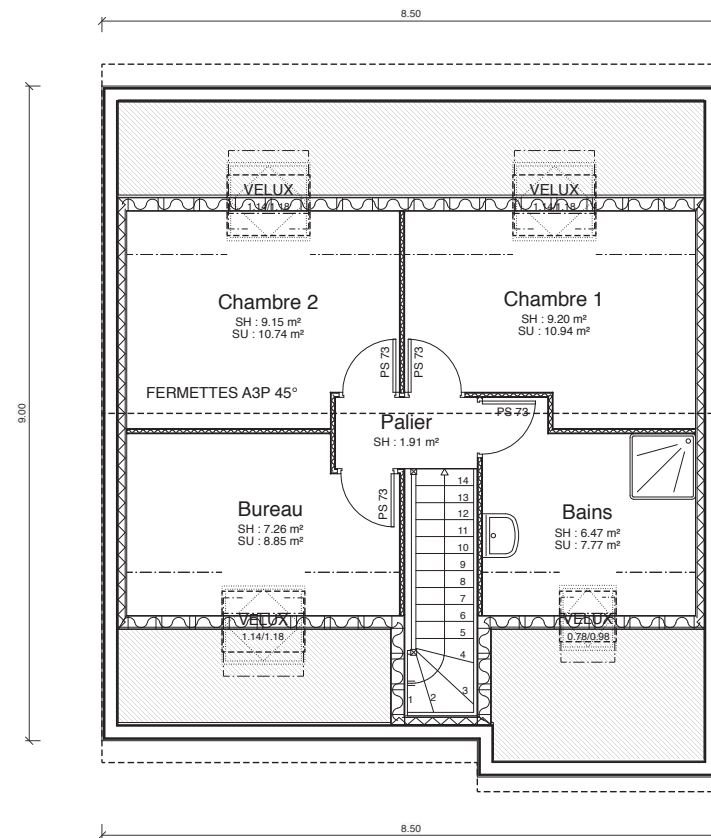 8.50
VELUX
1.14/1.18
VELUX
1.14/1.18
Chambre 2
SH : 9.15 m²
SU : 10.74 m²
Chambre 1
SH : 9.20 m²
SU : 10.94 m²
PS 73
PS 73
FERMETTES A3P 45°
9.00
PS 73
Palier
SH : 1.91 m²
Bureau
SH : 7.26 m²
SU : 8.85 m²
PS 73
Bains
SH : 6.47 m²
SU : 7.77 m²
14
13
12
11
10
9
8
7
6
5
4
3
2
1
VELUX
1.14/1.18
VELUX
0.78/0.98
8.50